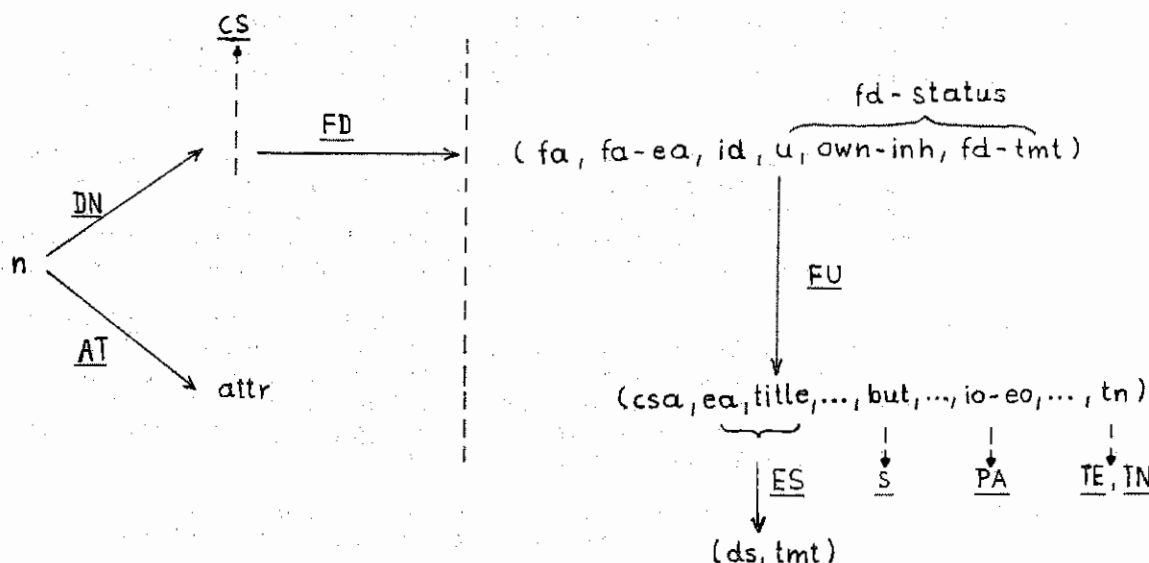 CS
fd-status
FD
(fa, fa-ea, id, u, own-inh, fd-tmt)
DN
n
FU
AT
attr
(csa, ea, title, ..., but, ..., io-eo, ..., tn)
ES S PA TE, TN
(ds, tmt)